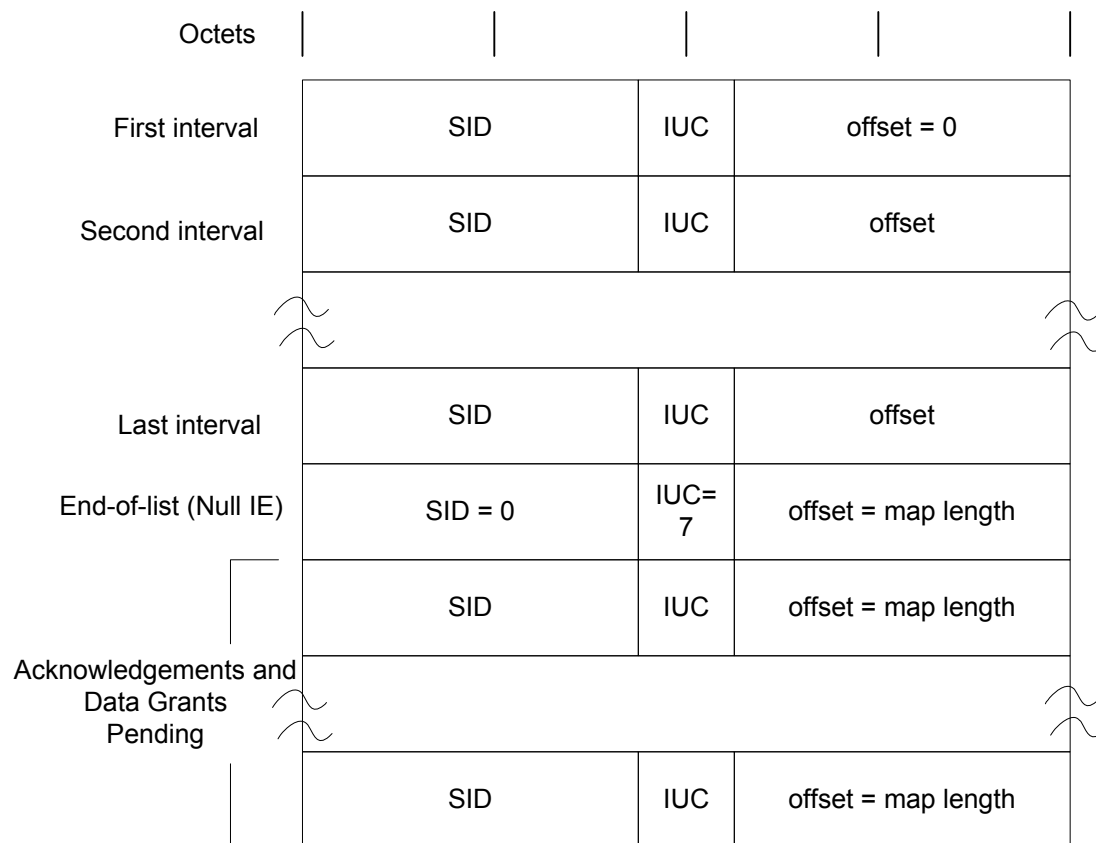 Octets
First interval
SID
IUC
offset = 0
Second interval
SID
IUC
offset
Last interval
SID
IUC
offset
End-of-list (Null IE)
SID = 0
IUC=
7
offset = map length
SID
IUC
offset = map length
Acknowledgements and
Data Grants
Pending
SID
IUC
offset = map length